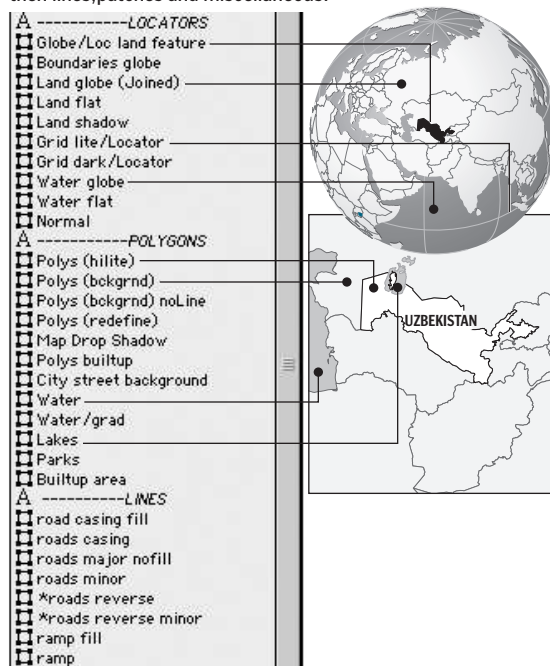 then lines,patches and miscellaneous.
A -----------LOCATORS
Globe/Loc land feature
Boundaries globe
Land globe (Joined)
Land flat
Land shadow
Grid lite/Locator
Grid dark/Locator
Water globe
Water flat
Normal
A -----------POLYGONS
Polys (hilite)
Polys (bckgrnd)
Polys (bckgrnd) noLine
Polys (redefine)
Map Drop Shadow
Polys builtup
City street background
Water
Water/grad
Lakes
Parks
Builtup area
A ----------LINES
road casing fill
roads casing
roads major nofill
roads minor
*roads reverse
*roads reverse minor
ramp fill
ramp
UZBEKISTAN